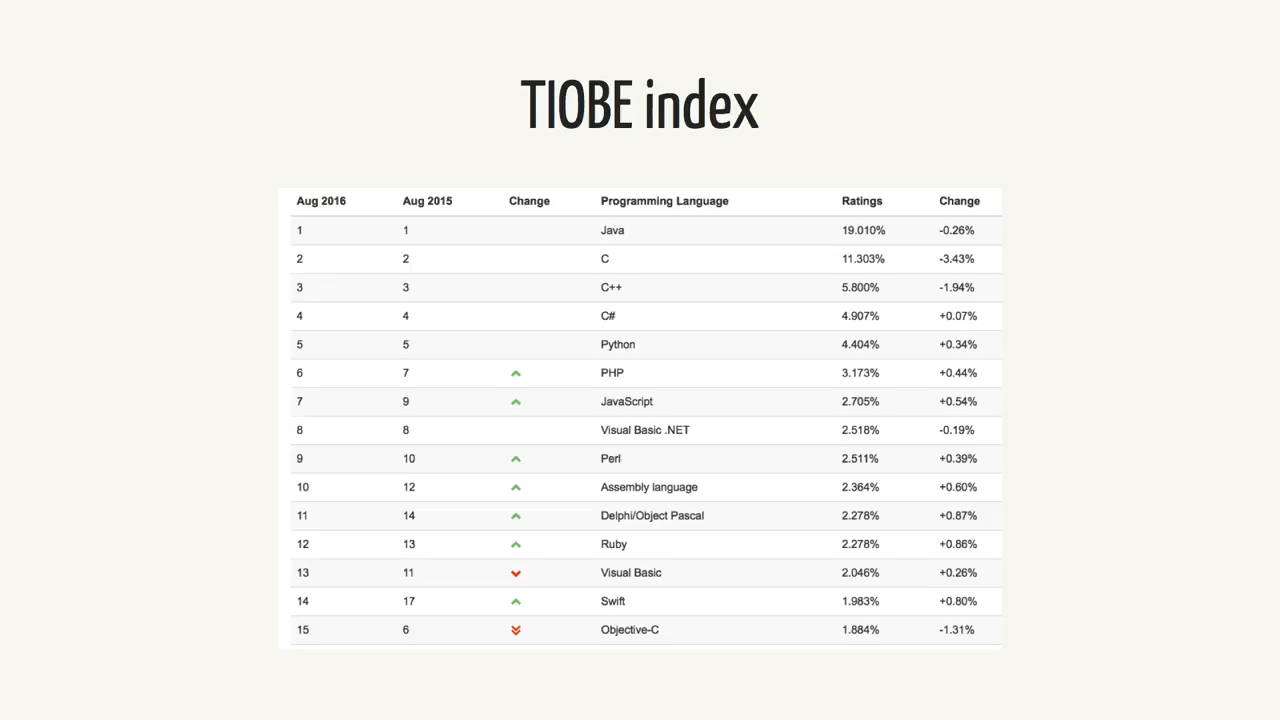 TIOBE index
Aug 2016 Aug 2015 Change Programming Language Ratings Change
1 1 Java 19.010% -0.26%
2 2 C 11.303% -3.43%
3 3 C++ 5.800% -1.94%
4 4 C# 4.907% +0.07%
5 5 Python 4.404% +0.34%
6 7 PHP 3.173% +0.44%
7 9 JavaScript 2.705% +0.54%
8 8 Visual Basic .NET 2.518% -0.19%
9 10 Perl 2.511% +0.39%
10 12 Assembly language 2.364% +0.60%
11 14 Delphi/Object Pascal 2.278% +0.87%
12 13 Ruby 2.278% +0.86%
13 11 Visual Basic 2.046% +0.26%
14 17 Swift 1.983% +0.80%
15 6 Objective-C 1.884% -1.31%